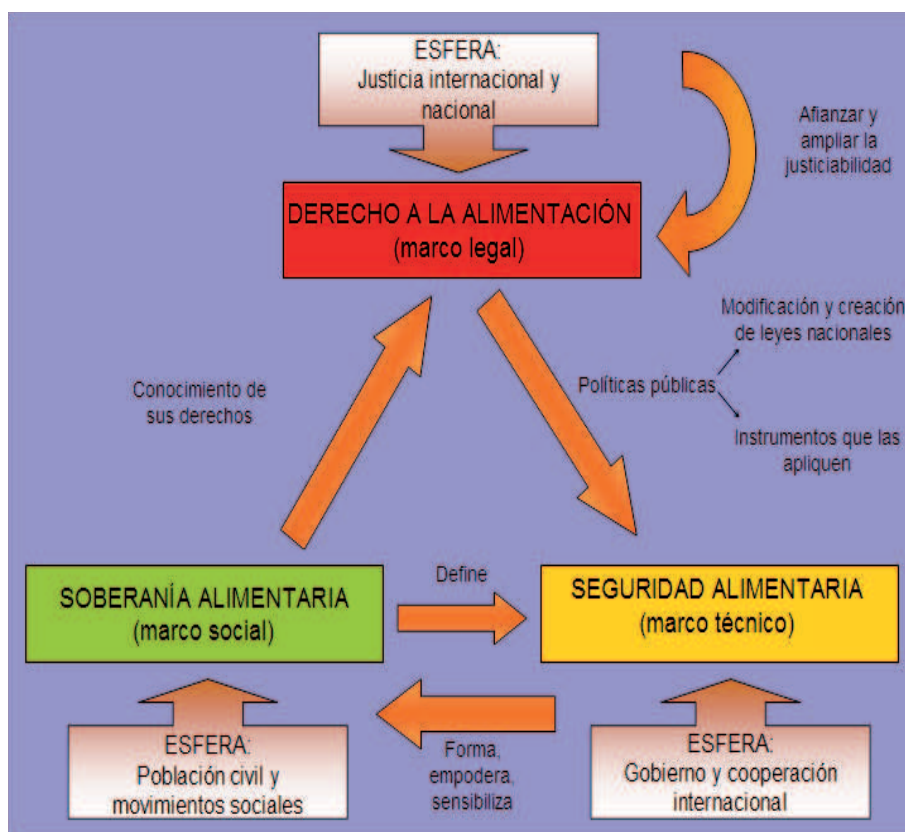 ESFERA:
Justicia internacional y
nacional
Afianzar y
ampliar la
justiciabilidad
DERECHO A LA ALIMENTACIÓN
(marco legal)
Modificación y creación
de leyes nacionales
Conocimiento de
sus derechos
Políticas públicas
Instrumentos que las
apliquen
SOBERANÍA ALIMENTARIA
(marco social)
Define
SEGURIDAD ALIMENTARIA
(marco técnico)
ESFERA:
Población civil y
movimientos sociales
Forma,
empodera,
sensibiliza
ESFERA:
Gobierno y cooperación
internacional